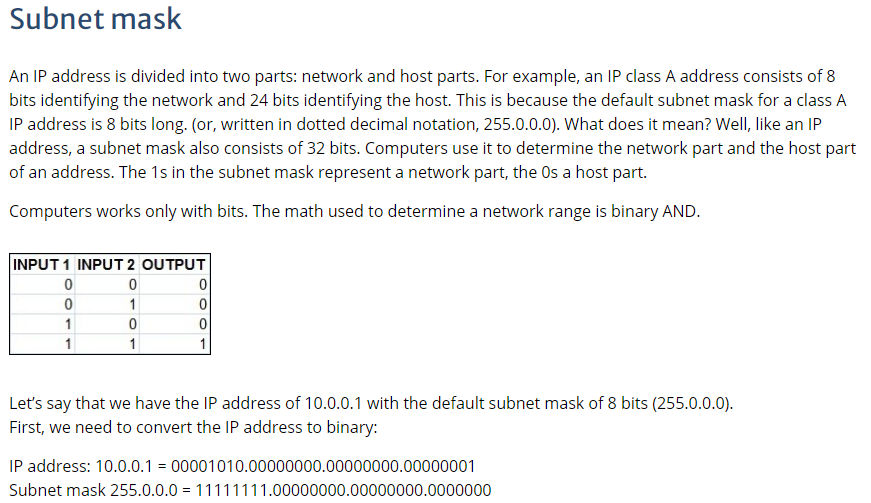 Subnet mask
An IP address is divided into two parts: network and host parts. For example, an IP class A address consists of 8
bits identifying the network and 24 bits identifying the host. This is because the default subnet mask for a class A
IP address is 8 bits long. (or, written in dotted decimal notation, 255.0.0.0). What does it mean? Well, like an IP
address, a subnet mask also consists of 32 bits. Computers use it to determine the network part and the host part
of an address. The 1s in the subnet mask represent a network part, the 0s a host part.
Computers works only with bits. The math used to determine a network range is binary AND.
INPUT 1 INPUT 2 OUTPUT
0 0 0
0 1 0
1 0 0
1 1 1
Let’s say that we have the IP address of 10.0.0.1 with the default subnet mask of 8 bits (255.0.0.0).
First, we need to convert the IP address to binary:
IP address: 10.0.0.1 = 00001010.00000000.00000000.00000001
Subnet mask 255.0.0.0 = 11111111.00000000.00000000.0000000